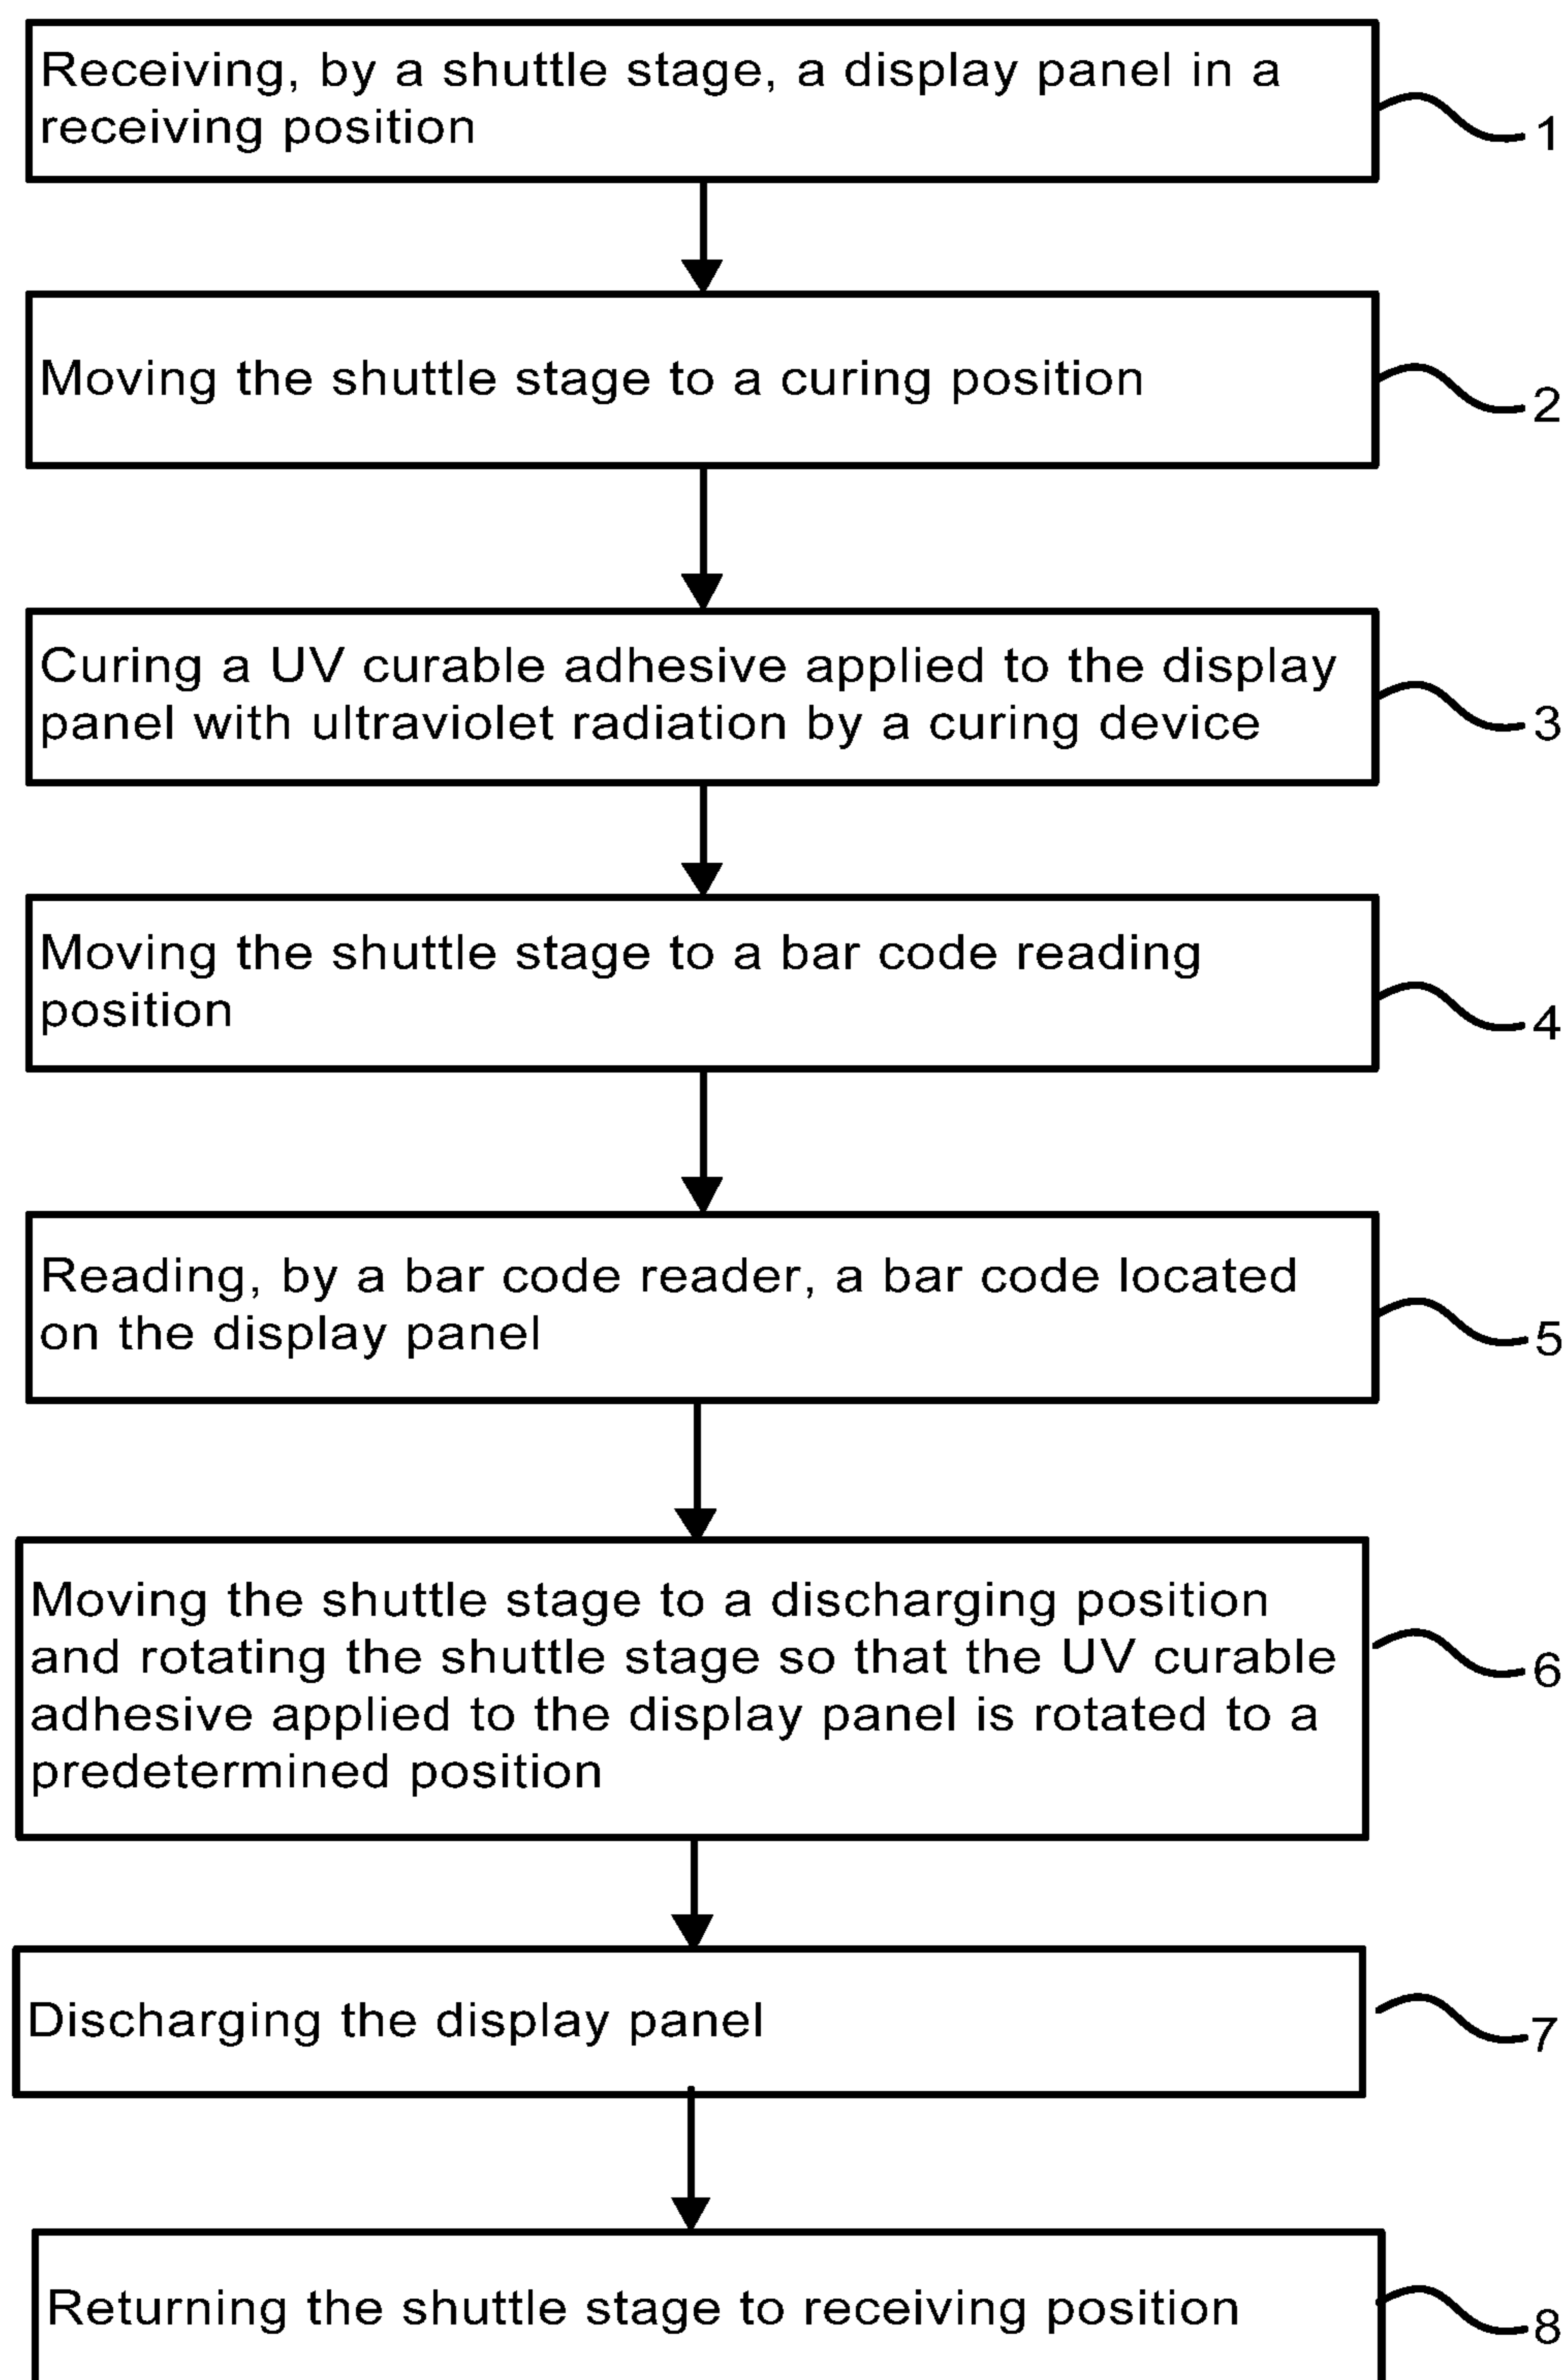 Receiving, by a shuttle stage, a display panel in a
receiving position
1
Moving the shuttle stage to a curing position
2
Curing a UV curable adhesive applied to the display
panel with ultraviolet radiation by a curing device
3
Moving the shuttle stage to a bar code reading
position
4
Reading, by a bar code reader, a bar code located
on the display panel
5
Moving the shuttle stage to a discharging position
and rotating the shuttle stage so that the UV curable
adhesive applied to the display panel is rotated to a
predetermined position
6
Discharging the display panel
7
Returning the shuttle stage to receiving position
8